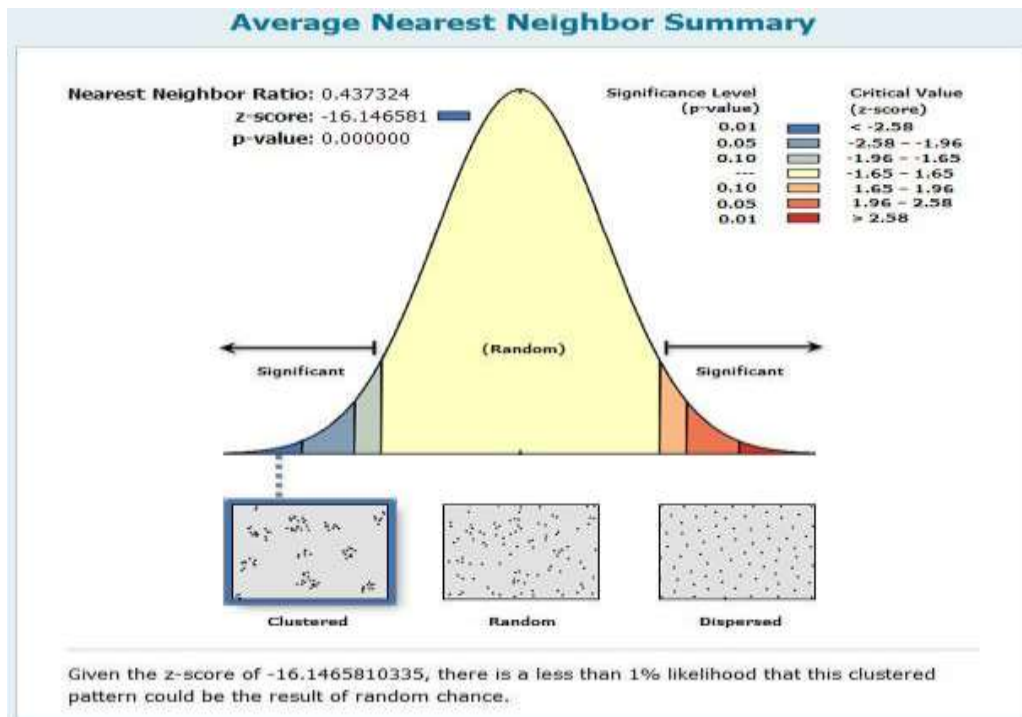 Average Nearest Neighbor Summary
Nearest Neighbor Ratio: 0.437324
z-score: -16.146581
p-value: 0.000000
Significance Level (p-value) Critical Value (z-score)
0.01 < -2.58
0.05 -2.58 - -1.96
0.10 -1.96 - -1.65
--- -1.65 - 1.65
0.10 1.65 - 1.96
0.05 1.96 - 2.58
0.01 > 2.58
(Random)
Significant Significant
Clustered Random Dispersed
Given the z-score of -16.1465810335, there is a less than 1% likelihood that this clustered
pattern could be the result of random chance.